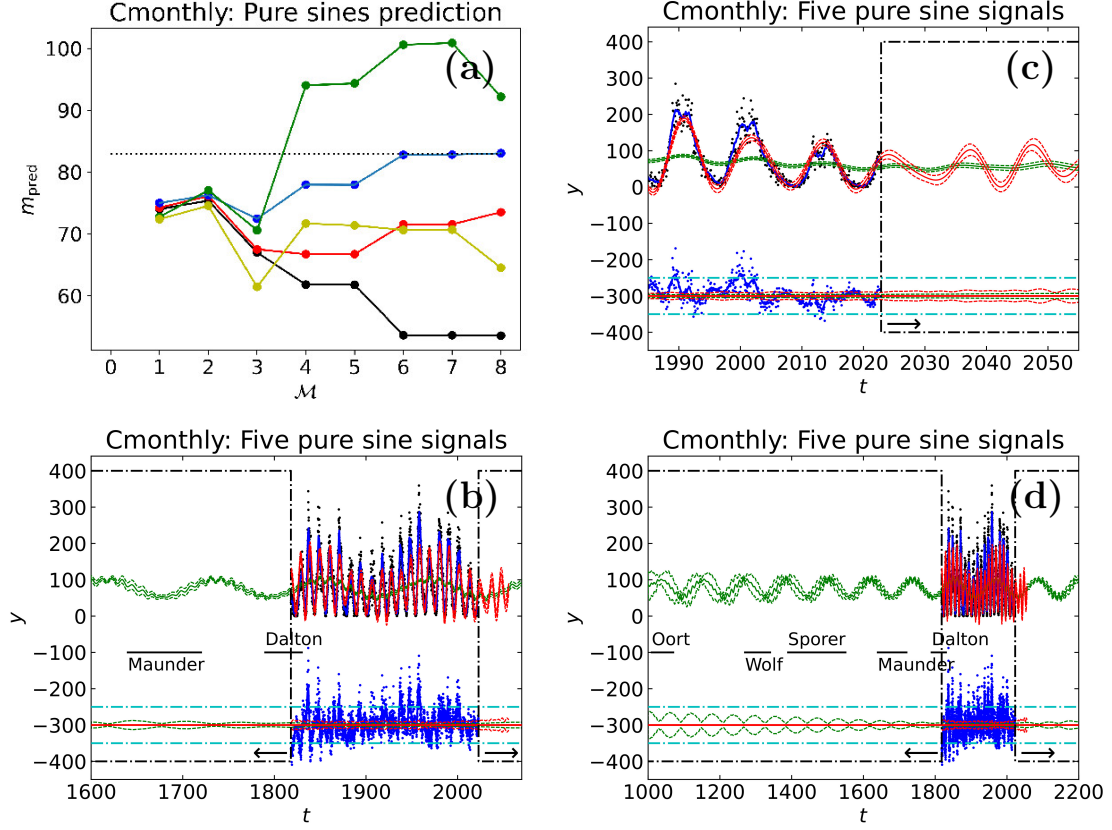 Cmonthly: Pure sines prediction
(a)
100
90
80
70
60
m_pred
0 1 2 3 4 5 6 7 8
ℳ
Cmonthly: Five pure sine signals
(c)
400
300
200
100
0
−100
−200
−300
−400
y
1990 2000 2010 2020 2030 2040 2050
t
Cmonthly: Five pure sine signals
(b)
400
300
200
100
0
−100
−200
−300
−400
y
Dalton
Maunder
1600 1700 1800 1900 2000
t
Cmonthly: Five pure sine signals
(d)
400
300
200
100
0
−100
−200
−300
−400
y
Oort Sporer Dalton
Wolf Maunder
1000 1200 1400 1600 1800 2000 2200
t